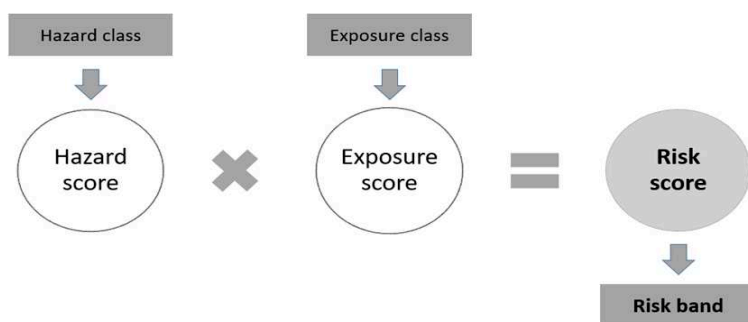 Hazard class
Exposure class
Hazard
score
Exposure
score
Risk
score
Risk band